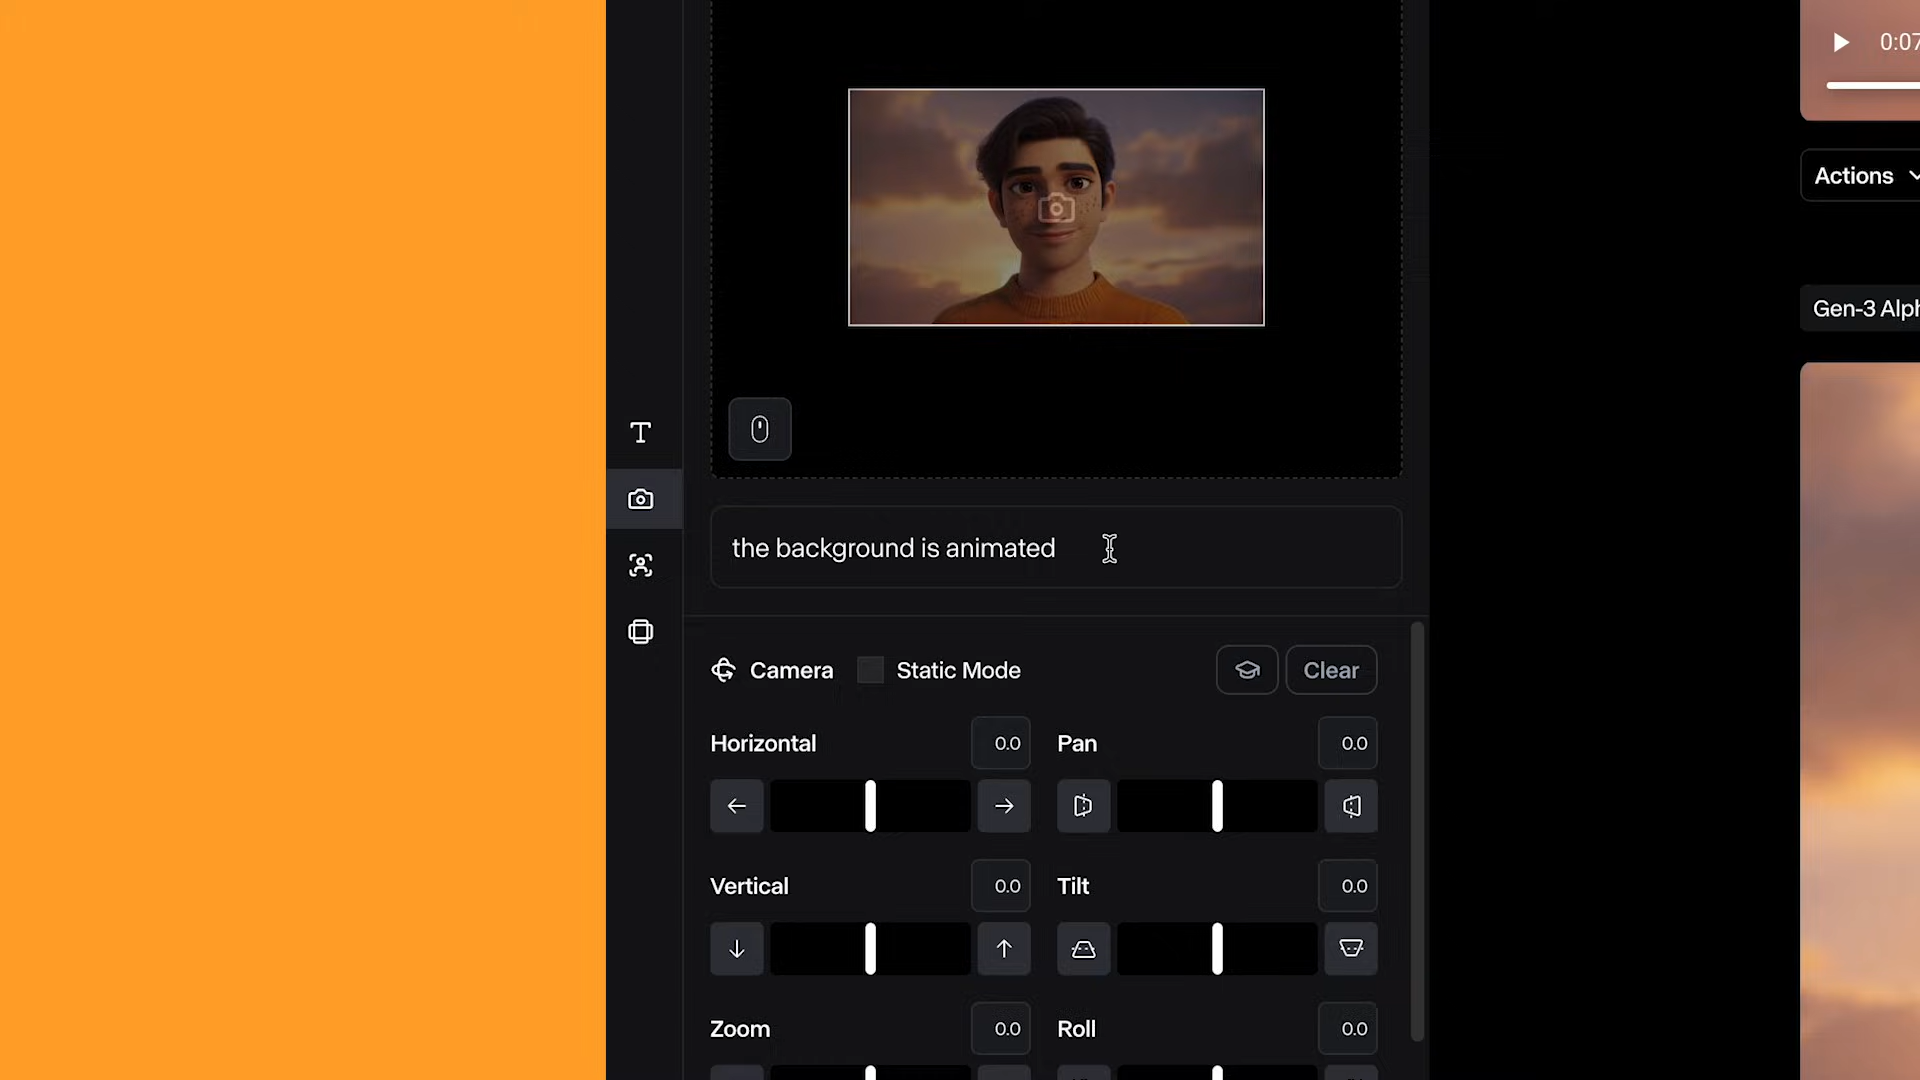 0:07
Actions
Gen-3 Alph
T
the background is animated
Camera
Static Mode
Clear
Horizontal
0.0
Pan
0.0
Vertical
0.0
Tilt
0.0
Zoom
0.0
Roll
0.0